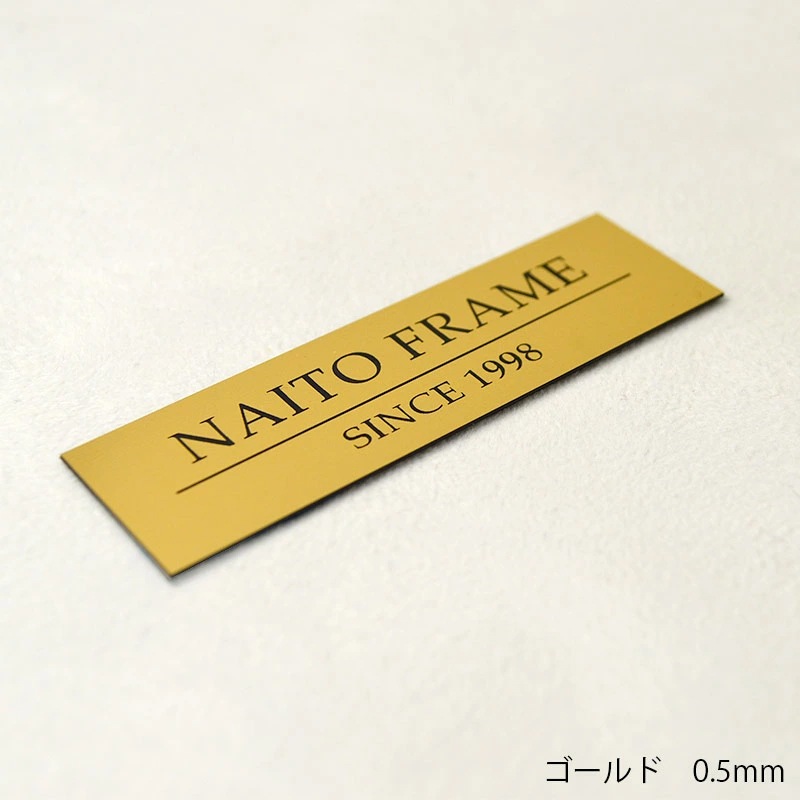 NAITO FRAME
SINCE 1998
ゴールド　0.5mm